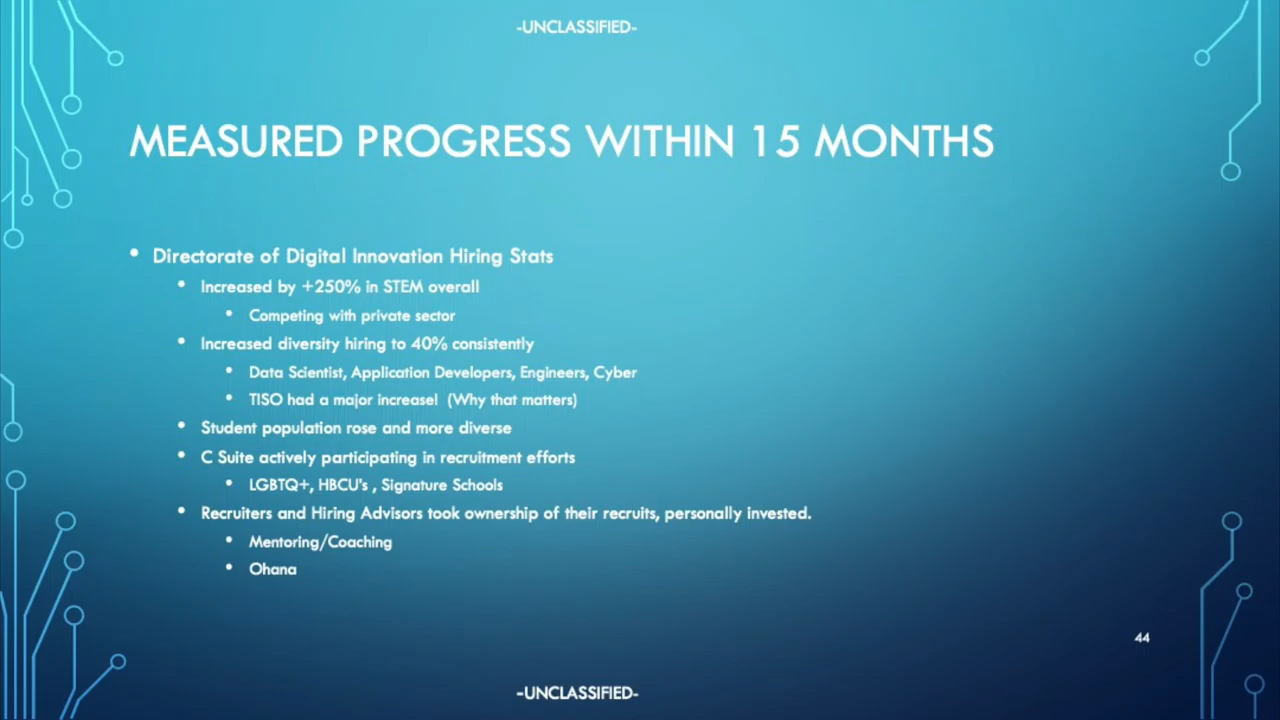 -UNCLASSIFIED-
MEASURED PROGRESS WITHIN 15 MONTHS
• Directorate of Digital Innovation Hiring Stats
• Increased by +250% in STEM overall
• Competing with private sector
• Increased diversity hiring to 40% consistently
• Data Scientist, Application Developers, Engineers, Cyber
• TISO had a major increase! (Why that matters)
• Student population rose and more diverse
• C Suite actively participating in recruitment efforts
• LGBTQ+, HBCU's , Signature Schools
• Recruiters and Hiring Advisors took ownership of their recruits, personally invested.
• Mentoring/Coaching
• Ohana
44
-UNCLASSIFIED-